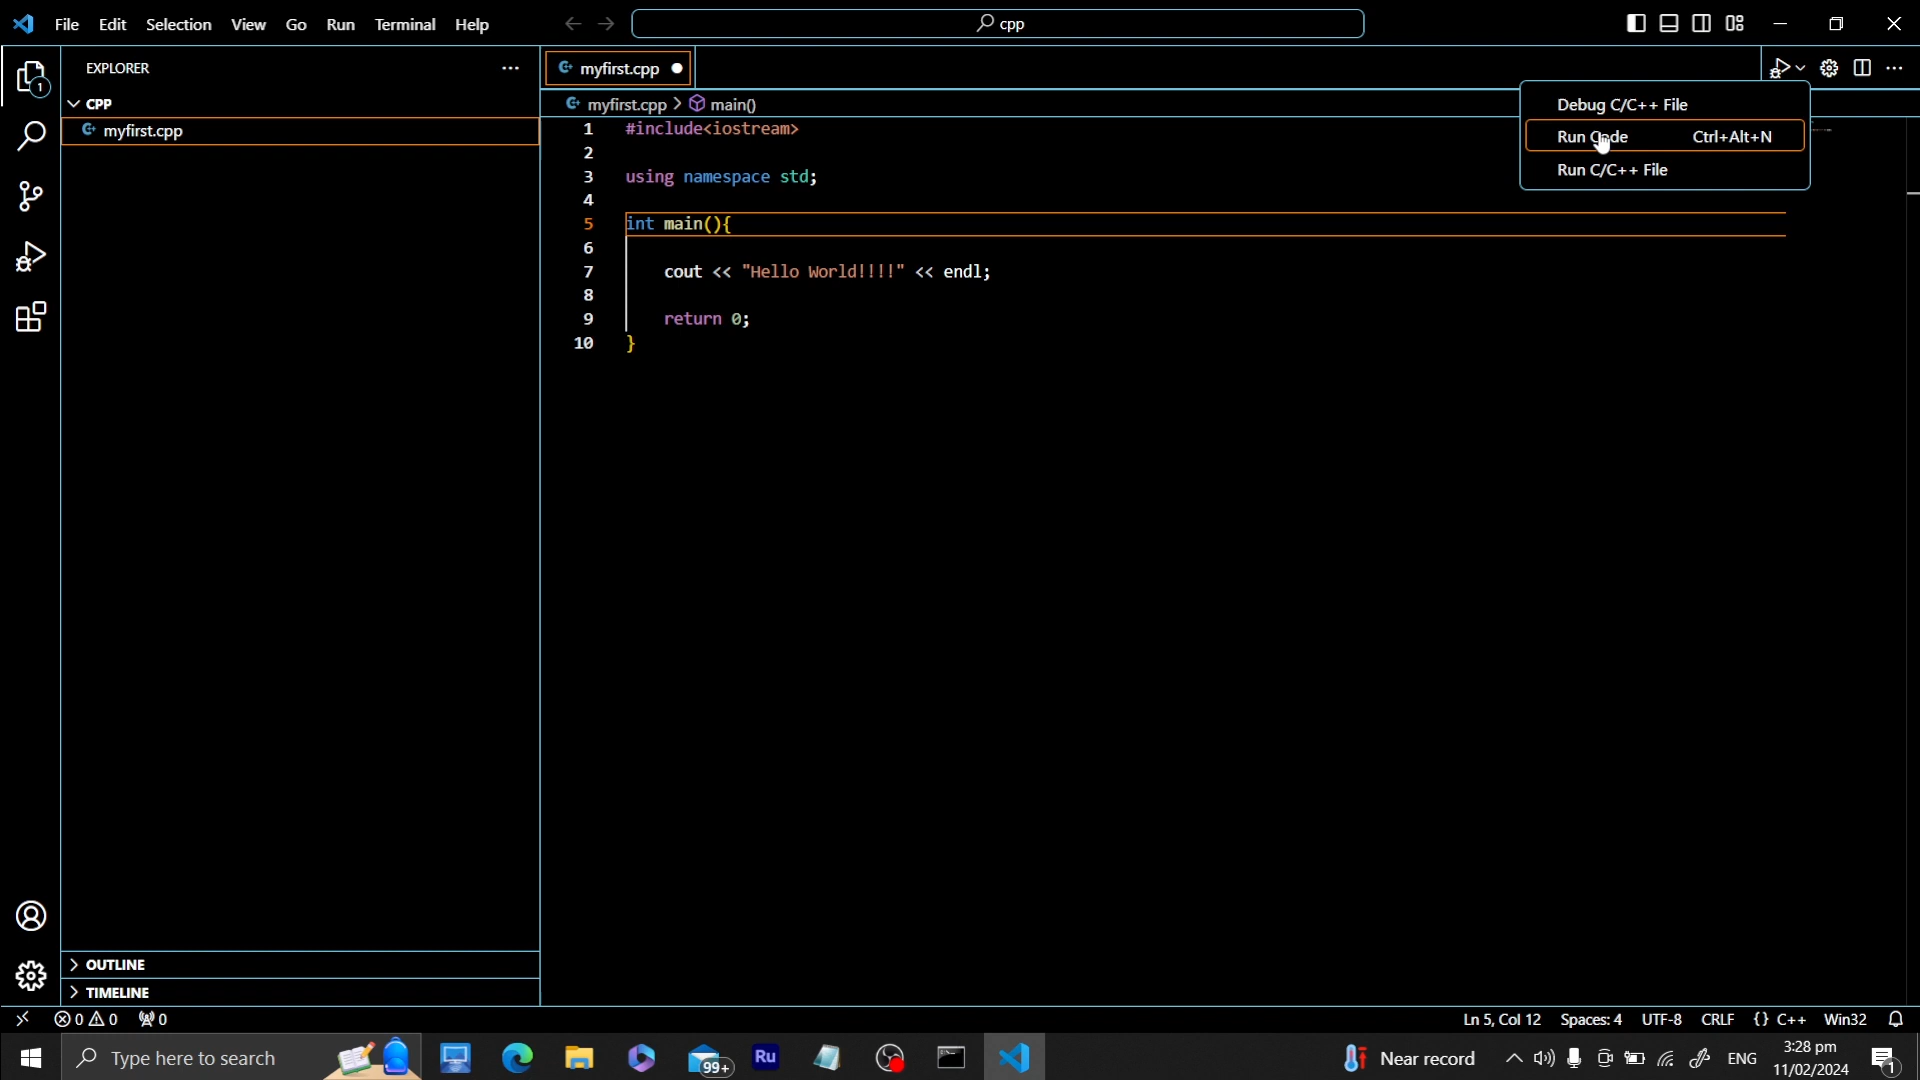 File Edit Selection View Go Run Terminal Help cpp
EXPLORER
myfirst.cpp
CPP
myfirst.cpp > main()
Debug C/C++ File
myfirst.cpp
Run Code Ctrl+Alt+N
Run C/C++ File
1 #include<iostream>
2
3 using namespace std;
4
5 int main(){
6
7 cout << "Hello World!!!!" << endl;
8
9 return 0;
10 }
OUTLINE
TIMELINE
0 0 0 Ln 5, Col 12 Spaces: 4 UTF-8 CRLF {} C++ Win32
Type here to search 99+ Ru Near record ENG 3:28 pm
11/02/2024
1
1